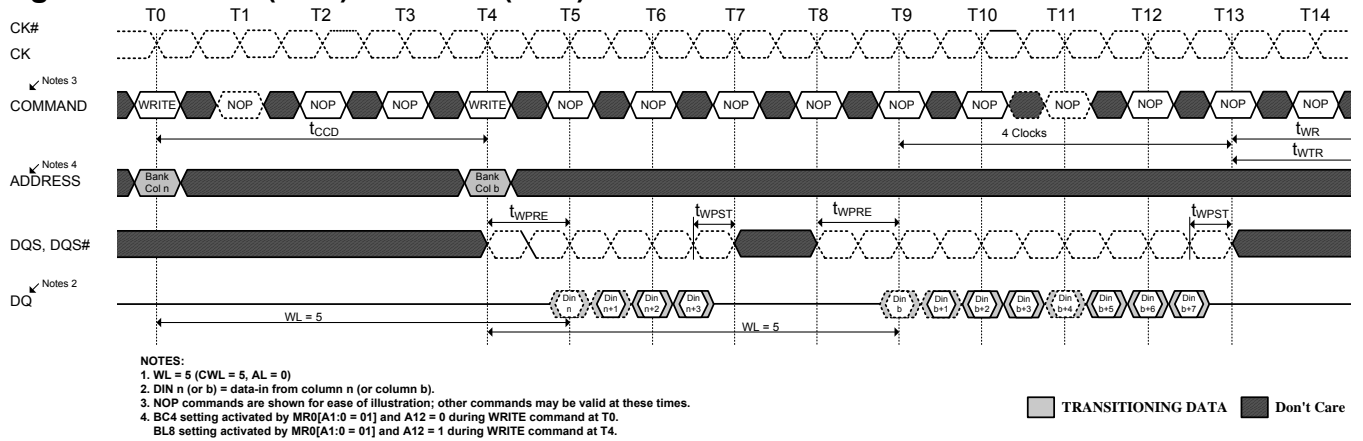 T0 T1 T2 T3 T4 T5 T6 T7 T8 T9 T10 T11 T12 T13 T14
CK#
CK
Notes 3
COMMAND
WRITE NOP NOP NOP WRITE NOP NOP NOP NOP NOP NOP NOP NOP NOP
tCCD
4 Clocks
tWR
tWTR
Notes 4
ADDRESS
Bank Col n
Bank Col b
tWPRE
tWPST
tWPRE
tWPST
DQS, DQS#
Notes 2
DQ
Din n
Din n+1
Din n+2
Din n+3
Din b
Din b+1
Din b+2
Din b+3
Din b+4
Din b+5
Din b+6
Din b+7
WL = 5
WL = 5
NOTES:
1. WL = 5 (CWL = 5, AL = 0)
2. DIN n (or b) = data-in from column n (or column b).
3. NOP commands are shown for ease of illustration; other commands may be valid at these times.
4. BC4 setting activated by MR0[A1:0 = 01] and A12 = 0 during WRITE command at T0.
BL8 setting activated by MR0[A1:0 = 01] and A12 = 1 during WRITE command at T4.
TRANSITIONING DATA
Don't Care